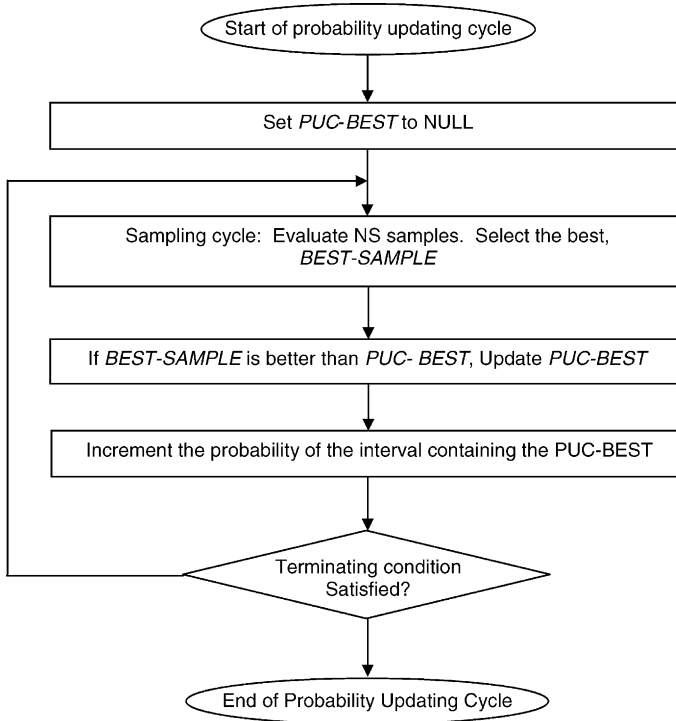 Start of probability updating cycle
Set PUC-BEST to NULL
Sampling cycle: Evaluate NS samples. Select the best,
BEST-SAMPLE
If BEST-SAMPLE is better than PUC- BEST, Update PUC-BEST
Increment the probability of the interval containing the PUC-BEST
Terminating condition
Satisfied?
End of Probability Updating Cycle